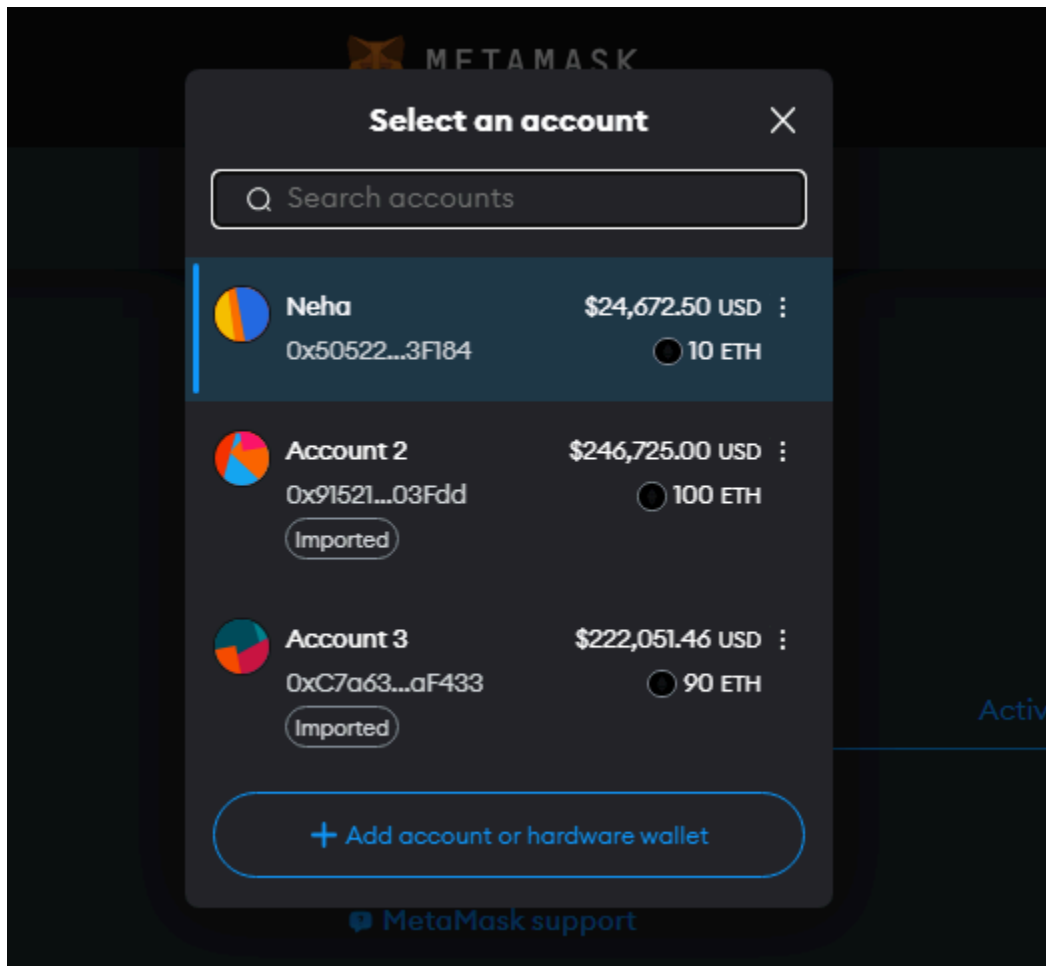 METAMASK
Select an account
Search accounts
Neha $24,672.50 USD
0x50522...3F184 10 ETH
Account 2 $246,725.00 USD
0x91521...03Fdd 100 ETH
Imported
Account 3 $222,051.46 USD
0xC7a63...aF433 90 ETH
Imported
Activ
+ Add account or hardware wallet
MetaMask support